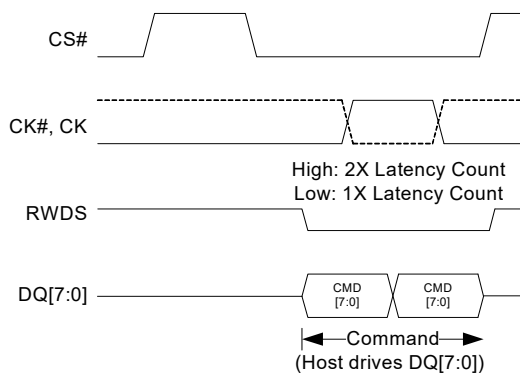 CS#
CK#, CK
High: 2X Latency Count
Low: 1X Latency Count
RWDS
DQ[7:0]
CMD
[7:0]
CMD
[7:0]
Command
(Host drives DQ[7:0])